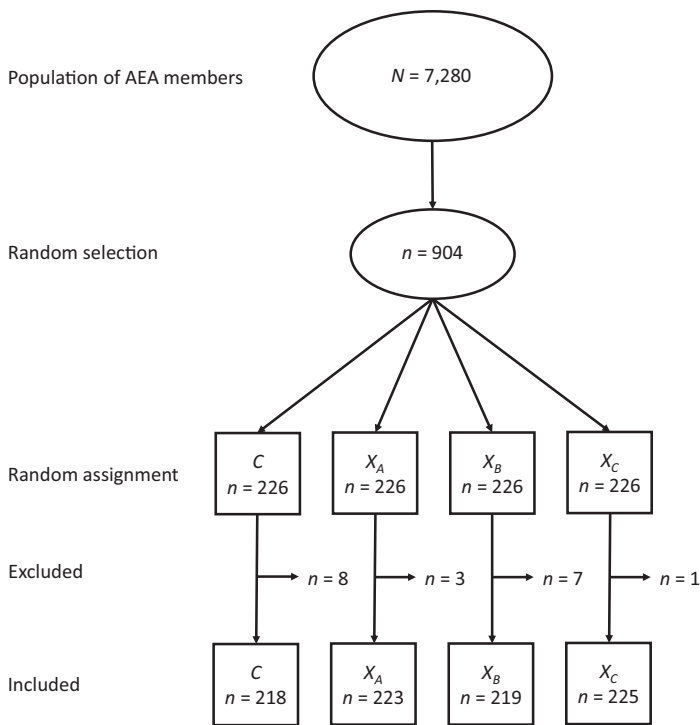 Population of AEA members
N = 7,280
Random selection
n = 904
Random assignment
C
n = 226
X_A
n = 226
X_B
n = 226
X_C
n = 226
Excluded
n = 8
n = 3
n = 7
n = 1
Included
C
n = 218
X_A
n = 223
X_B
n = 219
X_C
n = 225